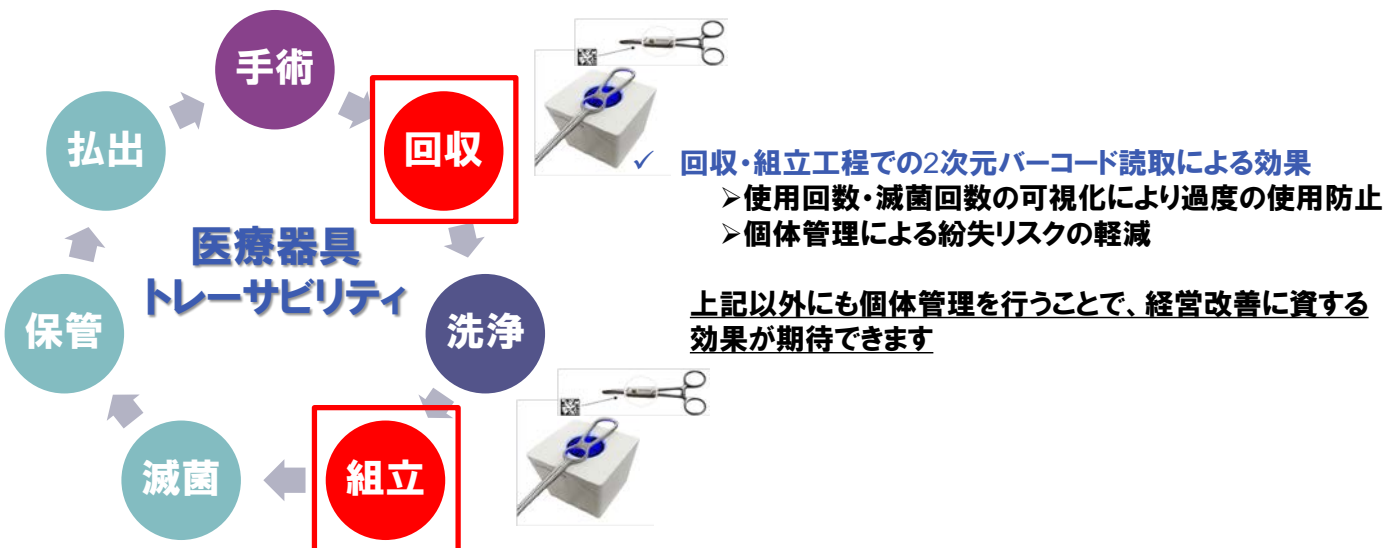 手術
回収
洗浄
組立
滅菌
保管
払出
医療器具
トレーサビリティ
✓ 回収・組立工程での2次元バーコード読取による効果
➢使用回数・滅菌回数の可視化により過度の使用防止
➢個体管理による紛失リスクの軽減
上記以外にも個体管理を行うことで、経営改善に資する
効果が期待できます